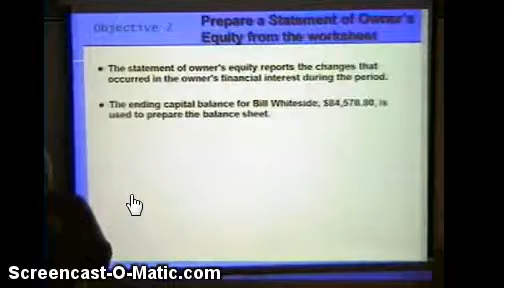 Objective 2
Prepare a Statement of Owner's
Equity from the worksheet
• The statement of owner's equity reports the changes that
occurred in the owner's financial interest during the period.
• The ending capital balance for Bill Whiteside, $84,578.80, is
used to prepare the balance sheet.
Screencast-O-Matic.com